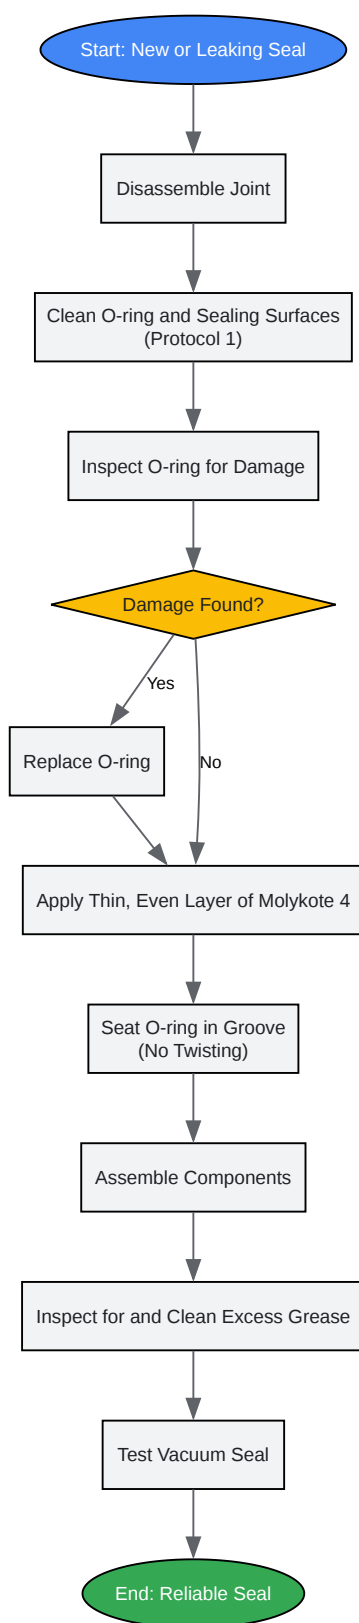 Start: New or Leaking Seal
Disassemble Joint
Clean O-ring and Sealing Surfaces
(Protocol 1)
Inspect O-ring for Damage
Damage Found?
Yes
Replace O-ring
No
Apply Thin, Even Layer of Molykote 4
Seat O-ring in Groove
(No Twisting)
Assemble Components
Inspect for and Clean Excess Grease
Test Vacuum Seal
End: Reliable Seal